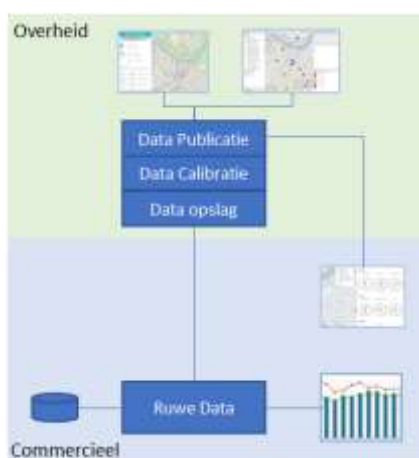 Overheid
Data Publicatie
Data Calibratie
Data opslag
Ruwe Data
Commercieel